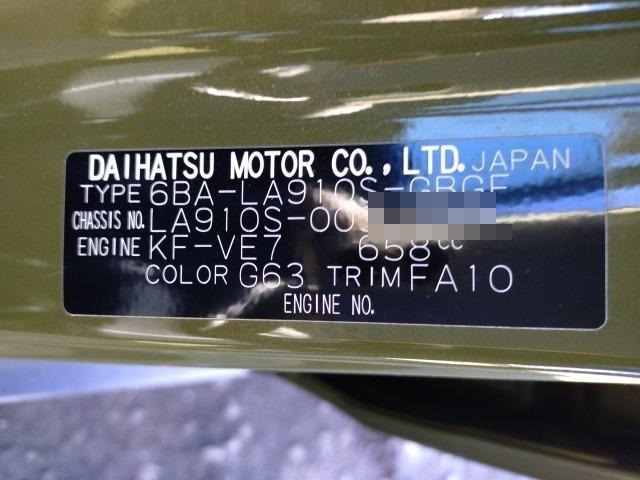 DAIHATSU MOTOR CO., LTD. JAPAN
TYPE 6BA-LA910S-GBGF
CHASSIS NO. LA910S-00
ENGINE KF-VE7 658cc
COLOR G63 TRIM FA10
ENGINE NO.